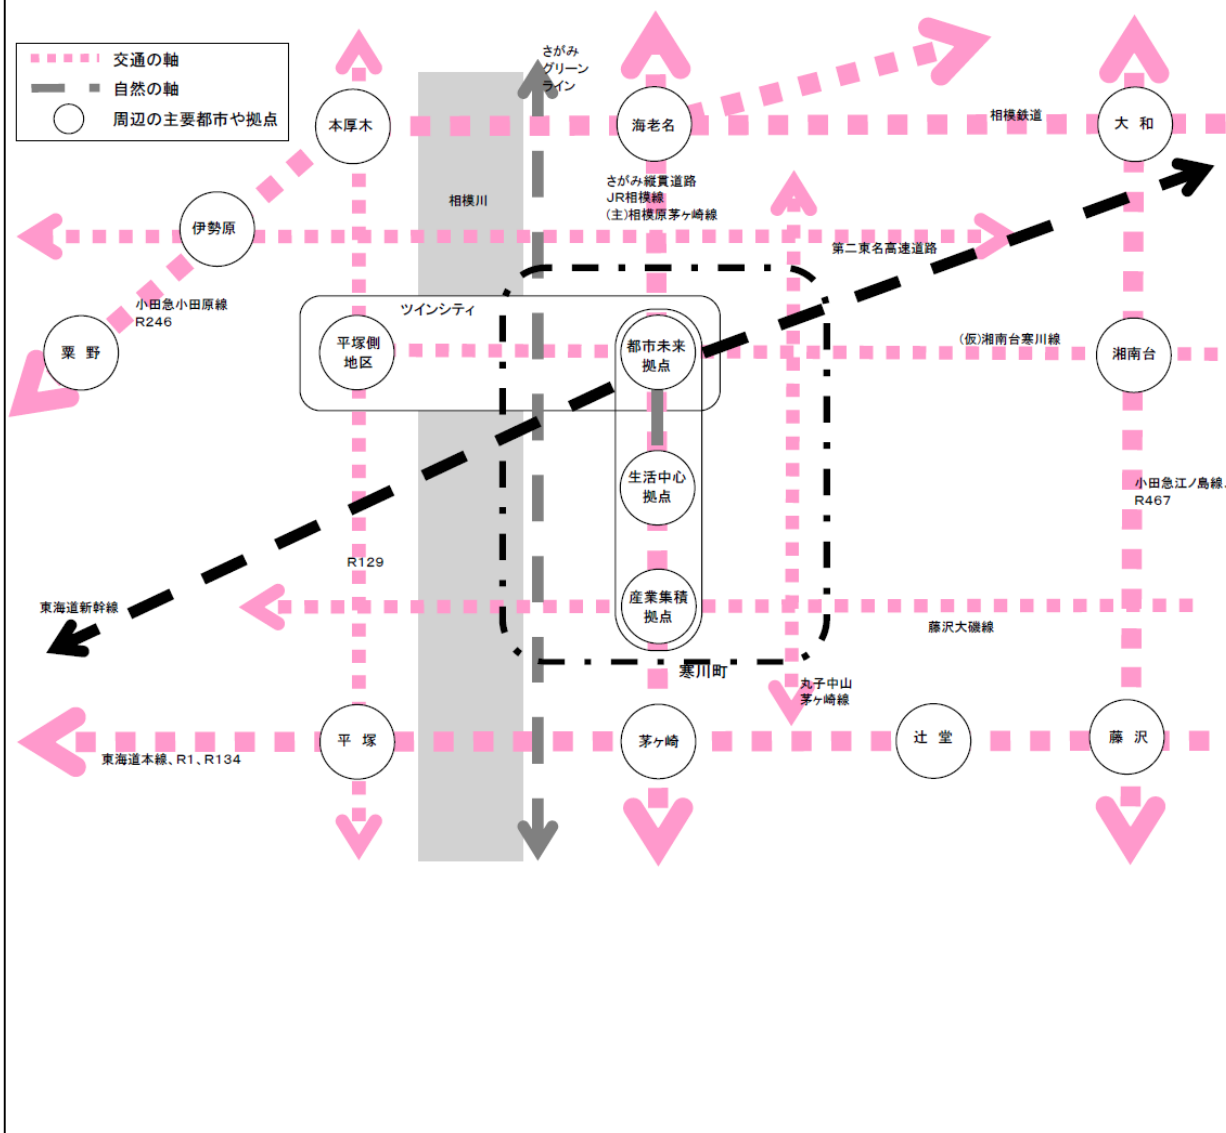 交通の軸
自然の軸
周辺の主要都市や拠点
さがみ
グリーン
ライン
本厚木
海老名
相模鉄道
大和
相模川
さがみ縦貫道路
JR相模線
(主)相模原茅ヶ崎線
伊勢原
第二東名高速道路
小田急小田原線
R246
ツインシティ
粟野
平塚側
地区
都市未来
拠点
(仮)湘南台寒川線
湘南台
生活中心
拠点
小田急江ノ島線、
R467
R129
東海道新幹線
産業集積
拠点
藤沢大磯線
寒川町
丸子中山
茅ヶ崎線
平塚
茅ヶ崎
辻堂
藤沢
東海道本線、R1、R134